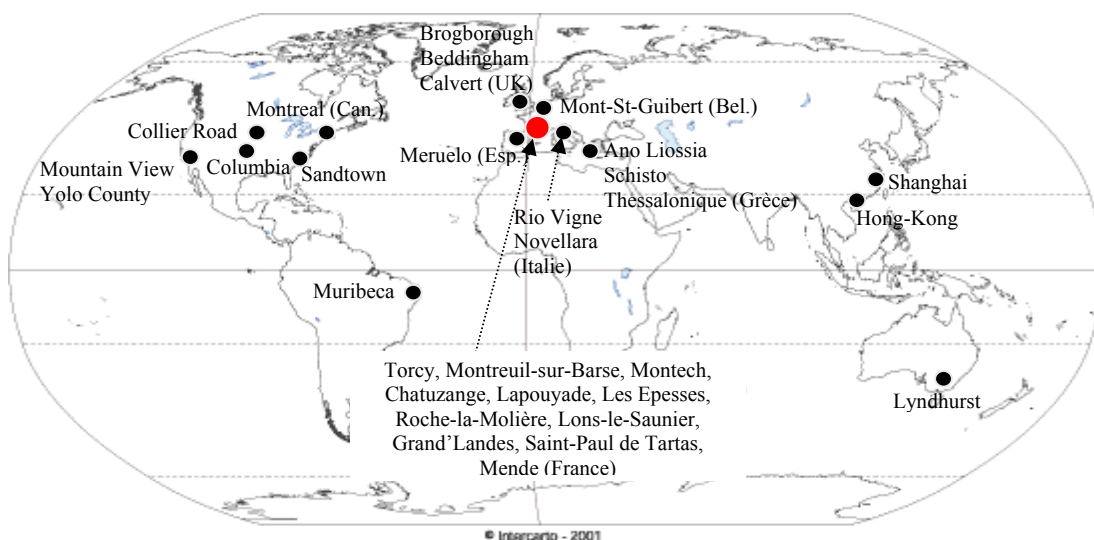 Brogborough
Beddingham
Calvert (UK)
Montreal (Can.)
Mont-St-Guibert (Bel.)
Collier Road
Meruelo (Esp.)
Ano Liossia
Schisto
Thessalonique (Grèce)
Mountain View
Yolo County
Columbia
Sandtown
Shanghai
Hong-Kong
Rio Vigne
Novellara
(Italie)
Muribeca
Torcy, Montreuil-sur-Barse, Montech,
Chatuzange, Lapouyade, Les Epesses,
Roche-la-Molière, Lons-le-Saunier,
Grand'Landes, Saint-Paul de Tartas,
Mende (France)
Lyndhurst
© Intercarto - 2001